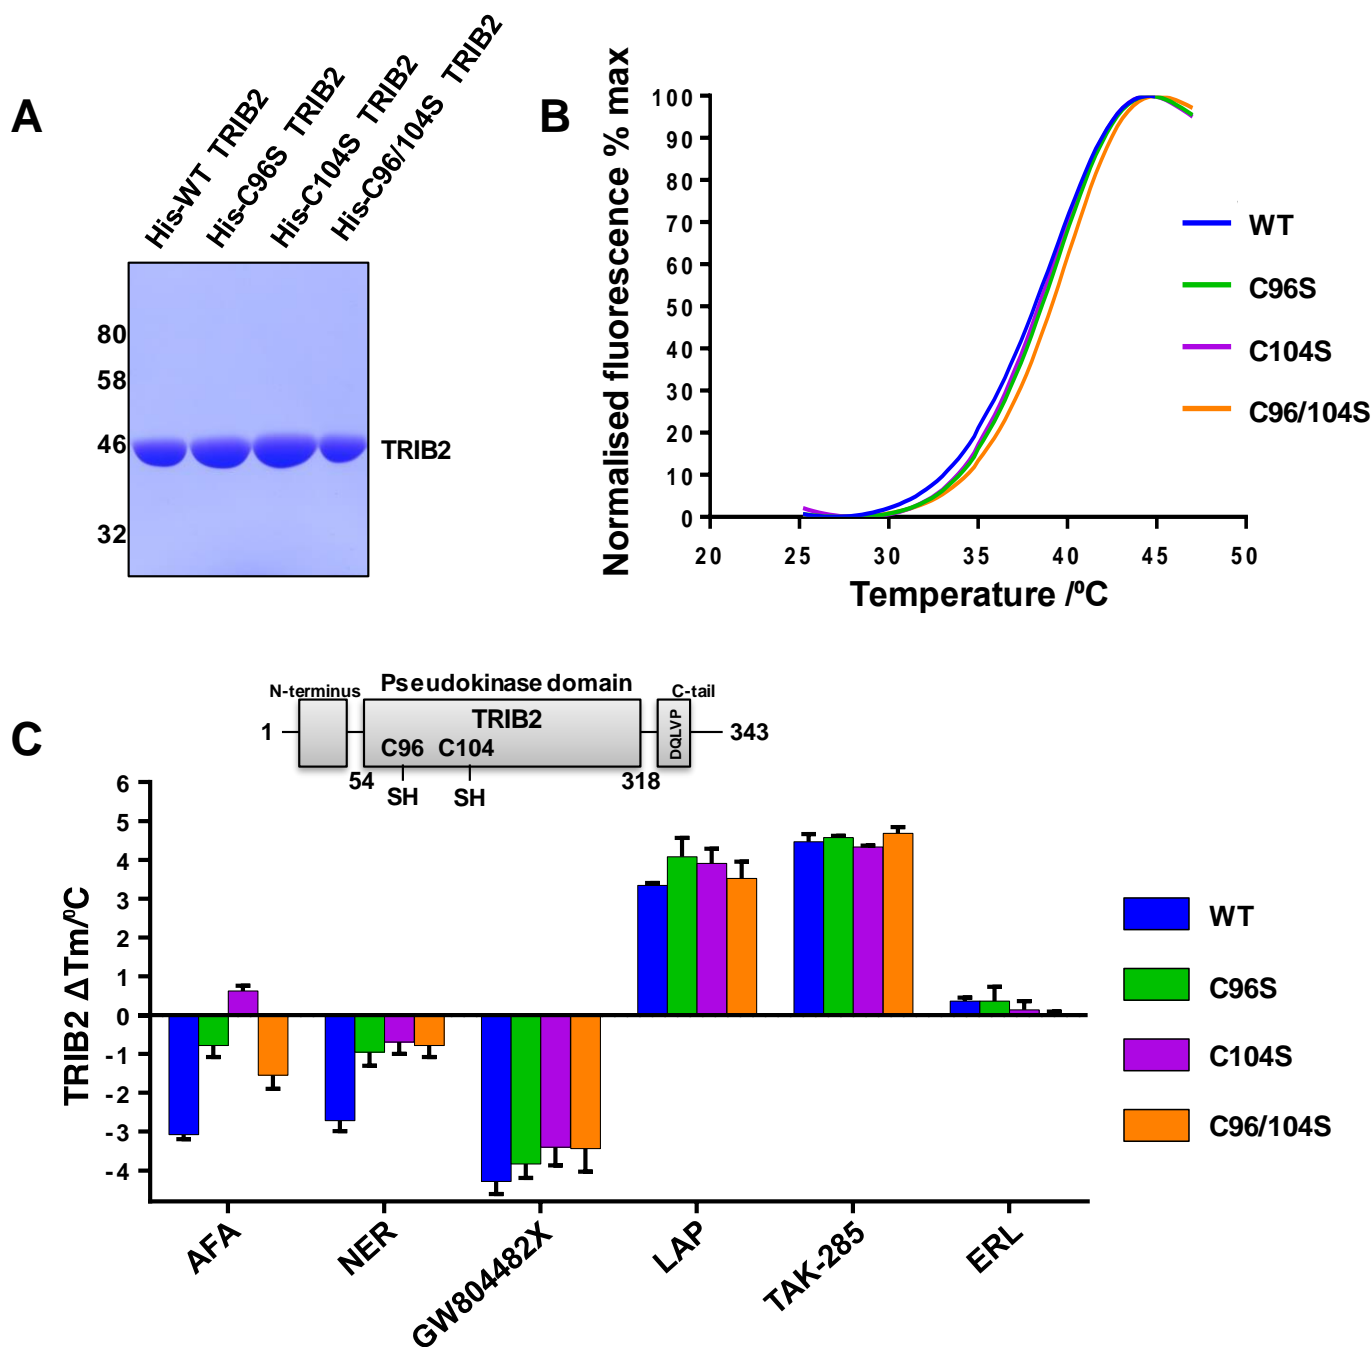 A
His-WT TRIB2
His-C96S TRIB2
His-C104S TRIB2
His-C96/104S TRIB2
80
58
46
32
TRIB2
B
Normalised fluorescence % max
100
90
80
70
60
50
40
30
20
10
0
20
25
30
35
40
45
50
Temperature /ºC
WT
C96S
C104S
C96/104S
C
N-terminus
Pseudokinase domain
C-tail
1
TRIB2
C96
C104
DQLVP
343
54
318
SH
SH
TRIB2 ΔTm/ºC
6
5
4
3
2
1
0
-1
-2
-3
-4
AFA
NER
GW804482X
LAP
TAK-285
ERL
WT
C96S
C104S
C96/104S